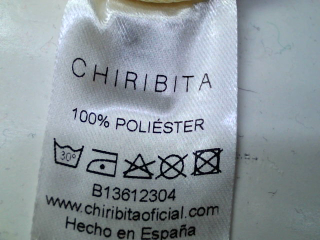 CHIRIBITA
100% POLIÉSTER
30°
B13612304
www.chiribitaoficial.com
Hecho en España